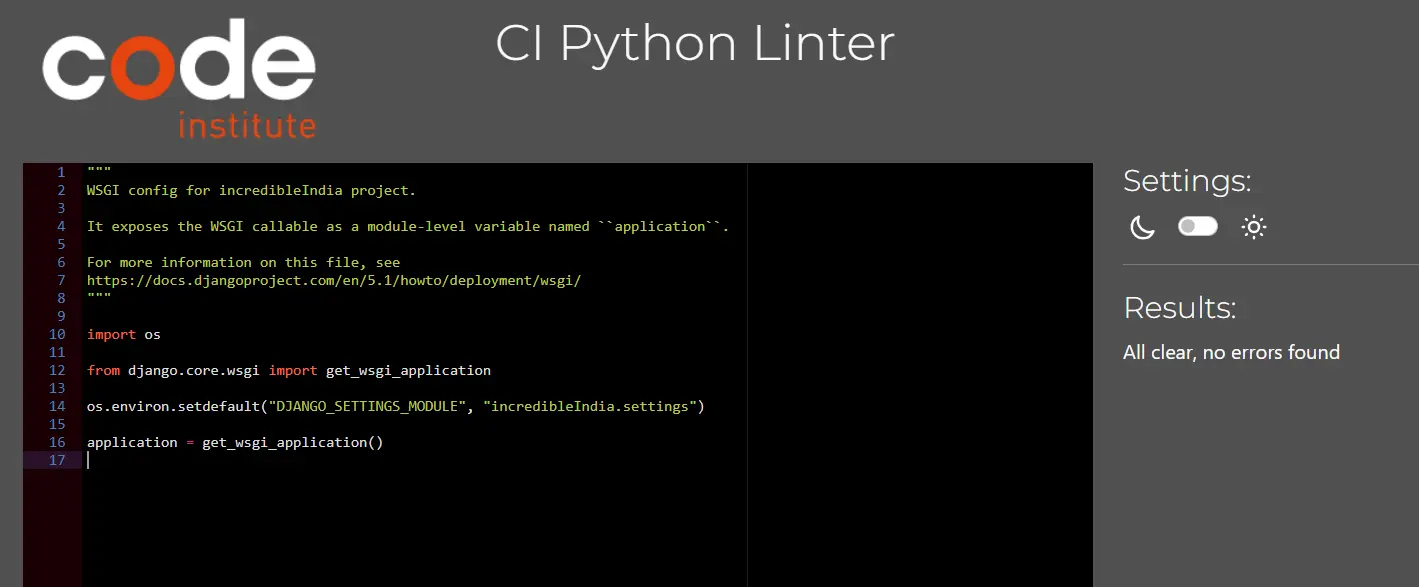 code
institute
CI Python Linter
1 """
2 WSGI config for incredibleIndia project.
3
4 It exposes the WSGI callable as a module-level variable named ``application``.
5
6 For more information on this file, see
7 https://docs.djangoproject.com/en/5.1/howto/deployment/wsgi/
8 """
9
10 import os
11
12 from django.core.wsgi import get_wsgi_application
13
14 os.environ.setdefault("DJANGO_SETTINGS_MODULE", "incredibleIndia.settings")
15
16 application = get_wsgi_application()
17
Settings:
Results:
All clear, no errors found